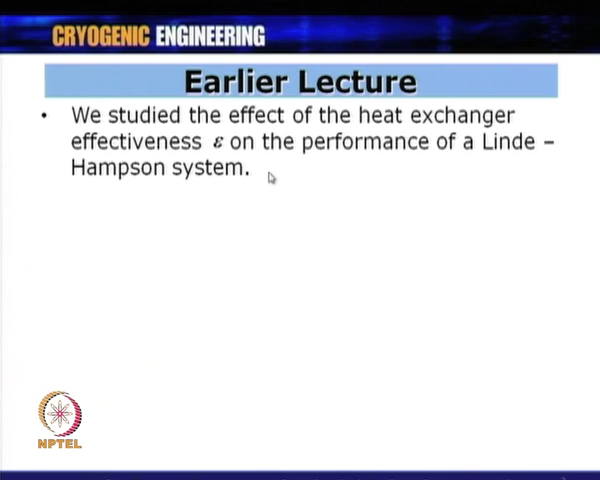 CRYOGENIC ENGINEERING
Earlier Lecture
• We studied the effect of the heat exchanger
effectiveness ε on the performance of a Linde –
Hampson system.
NPTEL